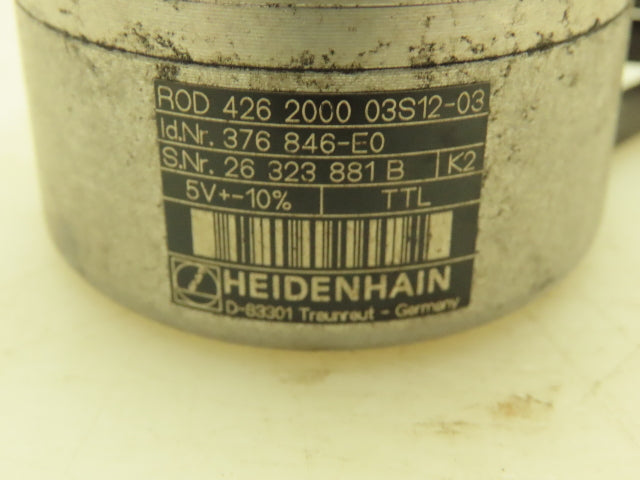 ROD 426 2000 03S12-03
Id.Nr. 376 846-E0
S.Nr. 26 323 881 B K2
5V+-10% TTL
HEIDENHAIN
D-83301 Traunreut - Germany